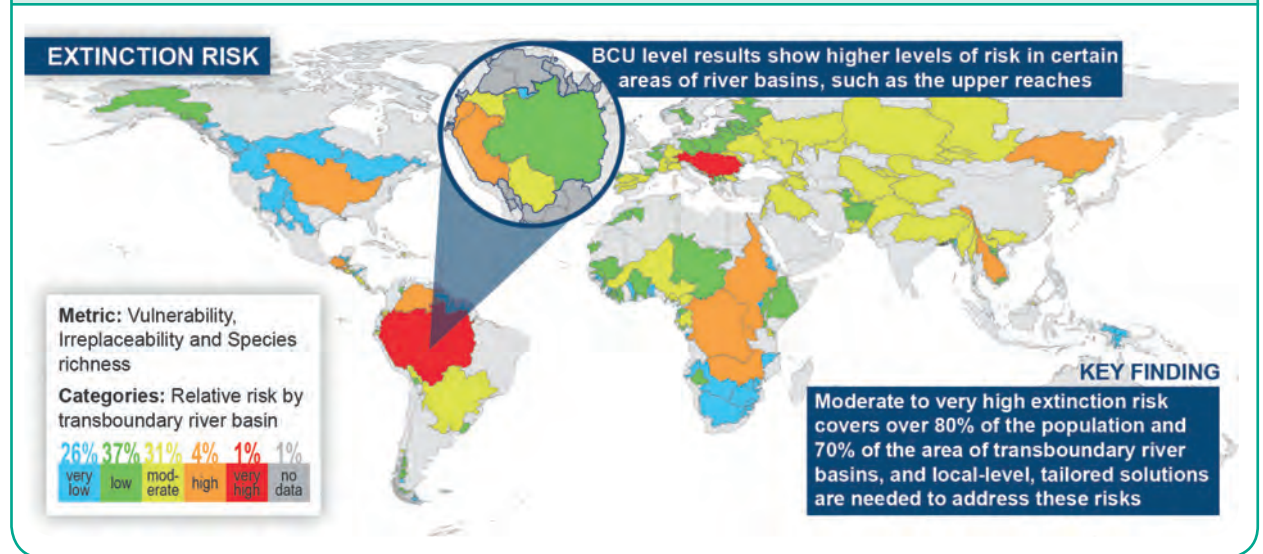 EXTINCTION RISK
BCU level results show higher levels of risk in certain
areas of river basins, such as the upper reaches
Metric: Vulnerability,
Irreplaceability and Species
richness
Categories: Relative risk by
transboundary river basin
26% 37% 31% 4% 1% 1%
very low
low
mod-
erate
high
very high
no data
KEY FINDING
Moderate to very high extinction risk
covers over 80% of the population and
70% of the area of transboundary river
basins, and local-level, tailored solutions
are needed to address these risks